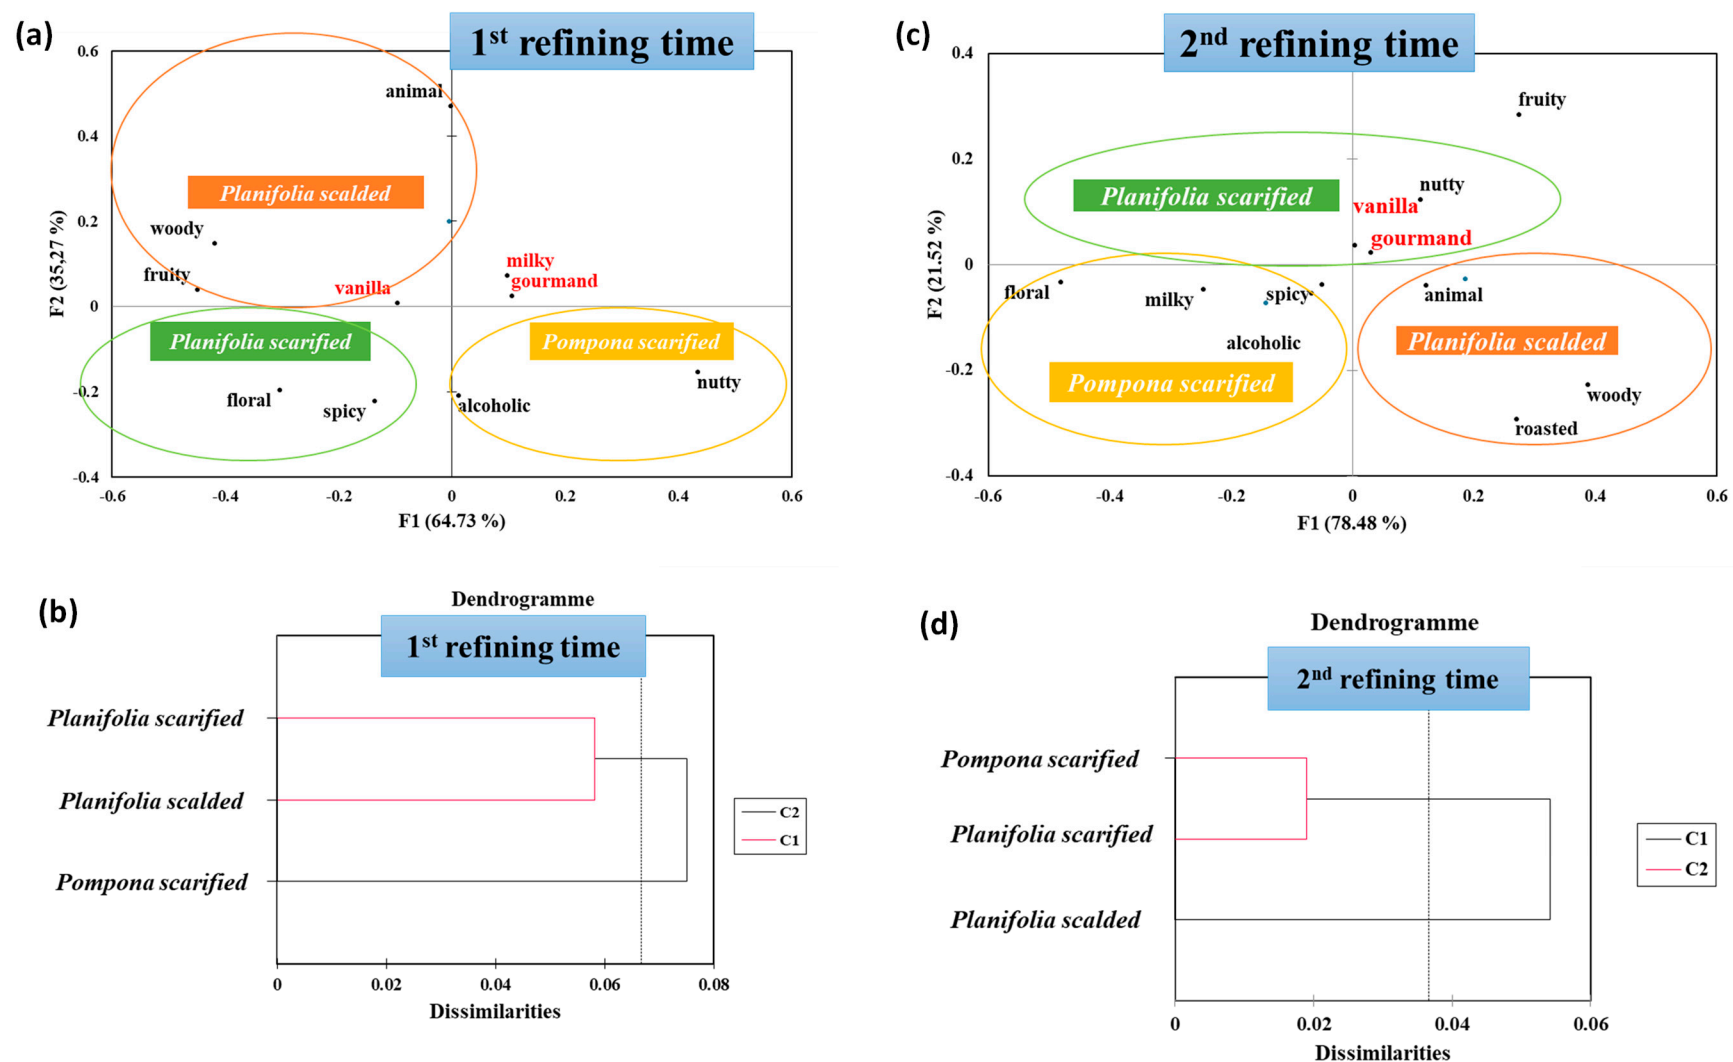 (a)
1st refining time
0.6
0.4
0.2
0
-0.2
-0.4
F2 (35,27 %)
animal
Planifolia scalded
woody
fruity
vanilla
milky
gourmand
Planifolia scarified
Pompona scarified
floral
spicy
alcoholic
nutty
-0.6
-0.4
-0.2
0
0.2
0.4
0.6
F1 (64.73 %)
(c)
2nd refining time
0.4
0.2
0
-0.2
-0.4
F2 (21.52 %)
fruity
Planifolia scarified
nutty
vanilla
gourmand
floral
milky
spicy
animal
alcoholic
Planifolia scalded
Pompona scarified
woody
roasted
-0.6
-0.4
-0.2
0
0.2
0.4
0.6
F1 (78.48 %)
(b)
Dendrogramme
1st refining time
Planifolia scarified
Planifolia scalded
Pompona scarified
C2
C1
0
0.02
0.04
0.06
0.08
Dissimilarities
(d)
Dendrogramme
2nd refining time
Pompona scarified
Planifolia scarified
Planifolia scalded
C1
C2
0
0.02
0.04
0.06
Dissimilarities